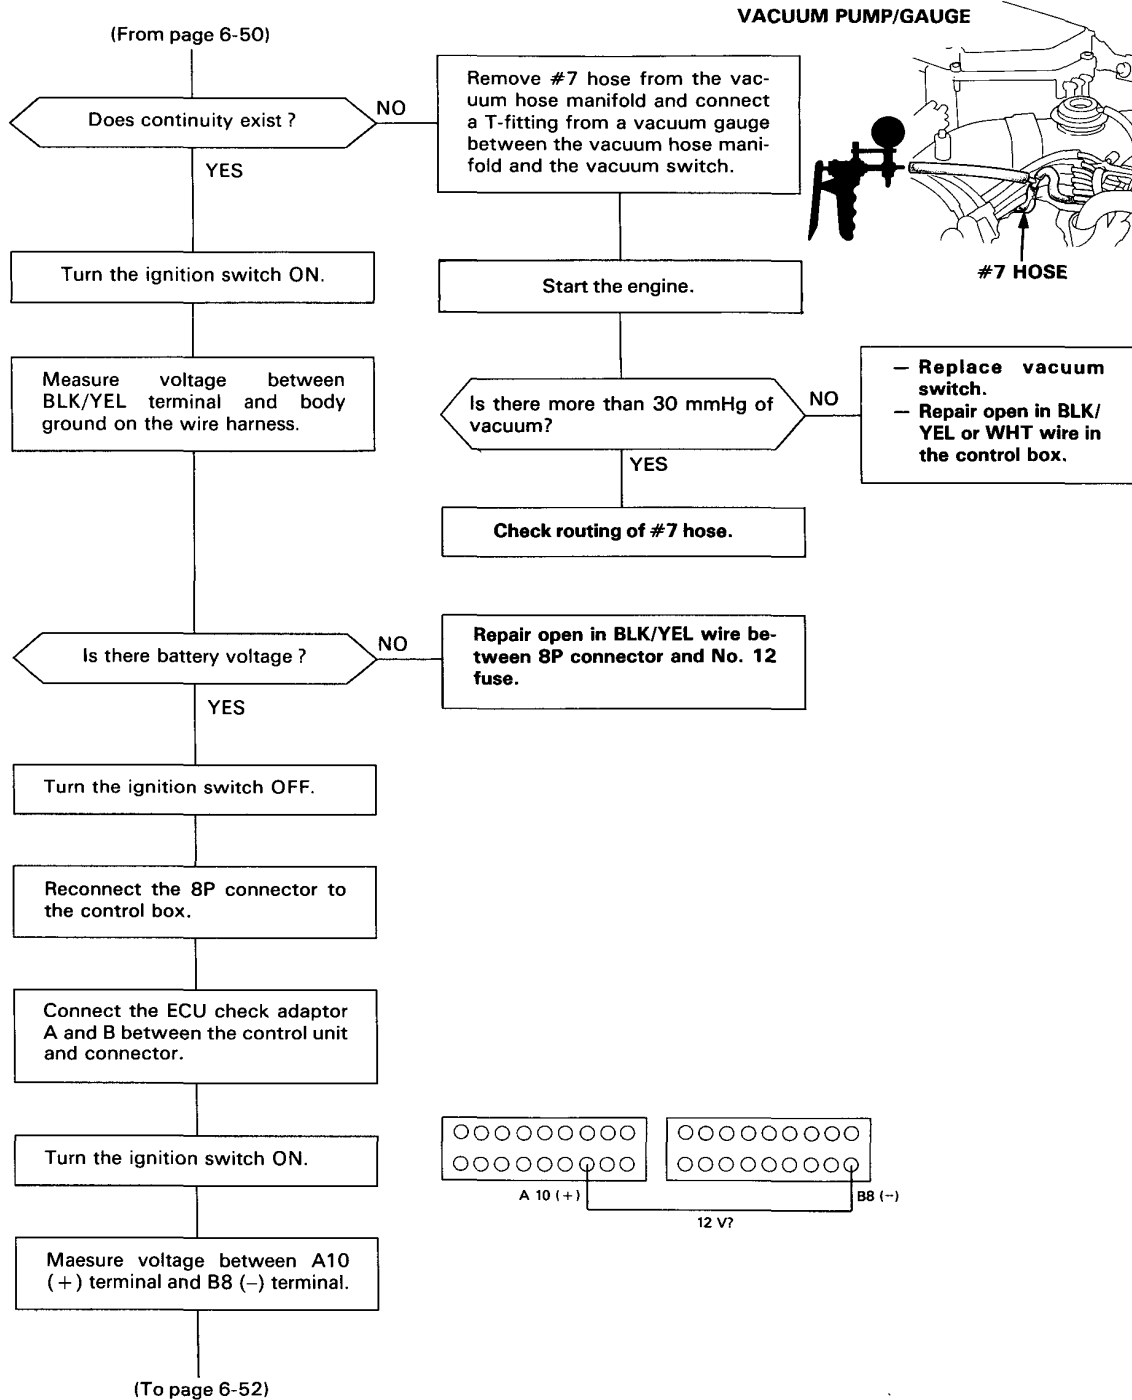 (From page 6-50)
VACUUM PUMP/GAUGE
Does continuity exist ?
NO
YES
Remove #7 hose from the vac-
uum hose manifold and connect
a T-fitting from a vacuum gauge
between the vacuum hose mani-
fold and the vacuum switch.
#7 HOSE
Turn the ignition switch ON.
Start the engine.
Measure voltage between
BLK/YEL terminal and body
ground on the wire harness.
Is there more than 30 mmHg of
vacuum?
NO
YES
— Replace vacuum
switch.
— Repair open in BLK/
YEL or WHT wire in
the control box.
Check routing of #7 hose.
Is there battery voltage ?
NO
YES
Repair open in BLK/YEL wire be-
tween 8P connector and No. 12
fuse.
Turn the ignition switch OFF.
Reconnect the 8P connector to
the control box.
Connect the ECU check adaptor
A and B between the control unit
and connector.
Turn the ignition switch ON.
A 10 (+)
B8 (−)
12 V?
Maesure voltage between A10
(+) terminal and B8 (−) terminal.
(To page 6-52)